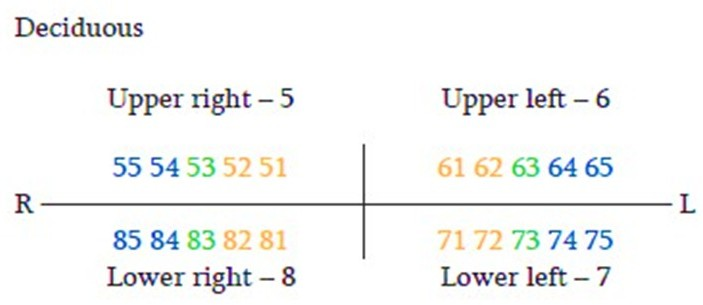 Deciduous
Upper right – 5 Upper left – 6
55 54 53 52 51 61 62 63 64 65
R L
85 84 83 82 81 71 72 73 74 75
Lower right – 8 Lower left – 7